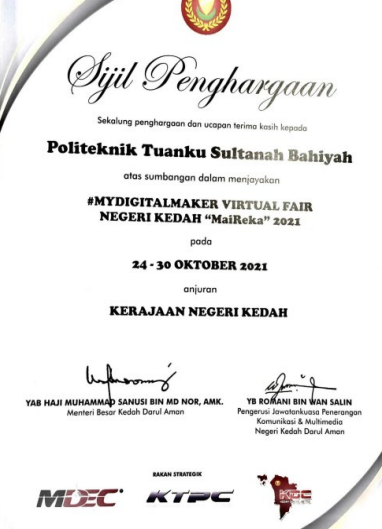 Sijil Penghargaan
Sekalung penghargaan dan ucapan terima kasih kepada
Politeknik Tuanku Sultanah Bahiyah
atas sumbangan dalam menjayakan
#MYDIGITALMAKER VIRTUAL FAIR
NEGERI KEDAH “MaiReka” 2021
pada
24 - 30 OKTOBER 2021
anjuran
KERAJAAN NEGERI KEDAH
YAB HAJI MUHAMMAD SANUSI BIN MD NOR, AMK.
Menteri Besar Kedah Darul Aman
YB ROMANI BIN WAN SALIN
Pengerusi Jawatankuasa Penerangan
Komunikasi & Multimedia
Negeri Kedah Darul Aman
RAKAN STRATEGIK
MDEC
KTPC